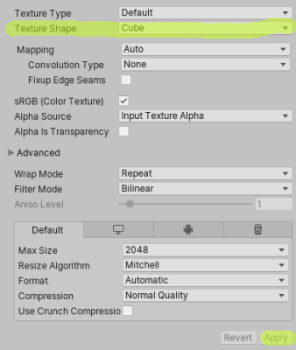 Texture Type Default
Texture Shape Cube
Mapping Auto
Convolution Type None
Fixup Edge Seams
sRGB (Color Texture)
Alpha Source Input Texture Alpha
Alpha Is Transparency
Advanced
Wrap Mode Repeat
Filter Mode Bilinear
Aniso Level 1
Default
Max Size 2048
Resize Algorithm Mitchell
Format Automatic
Compression Normal Quality
Use Crunch Compressio
Revert Apply